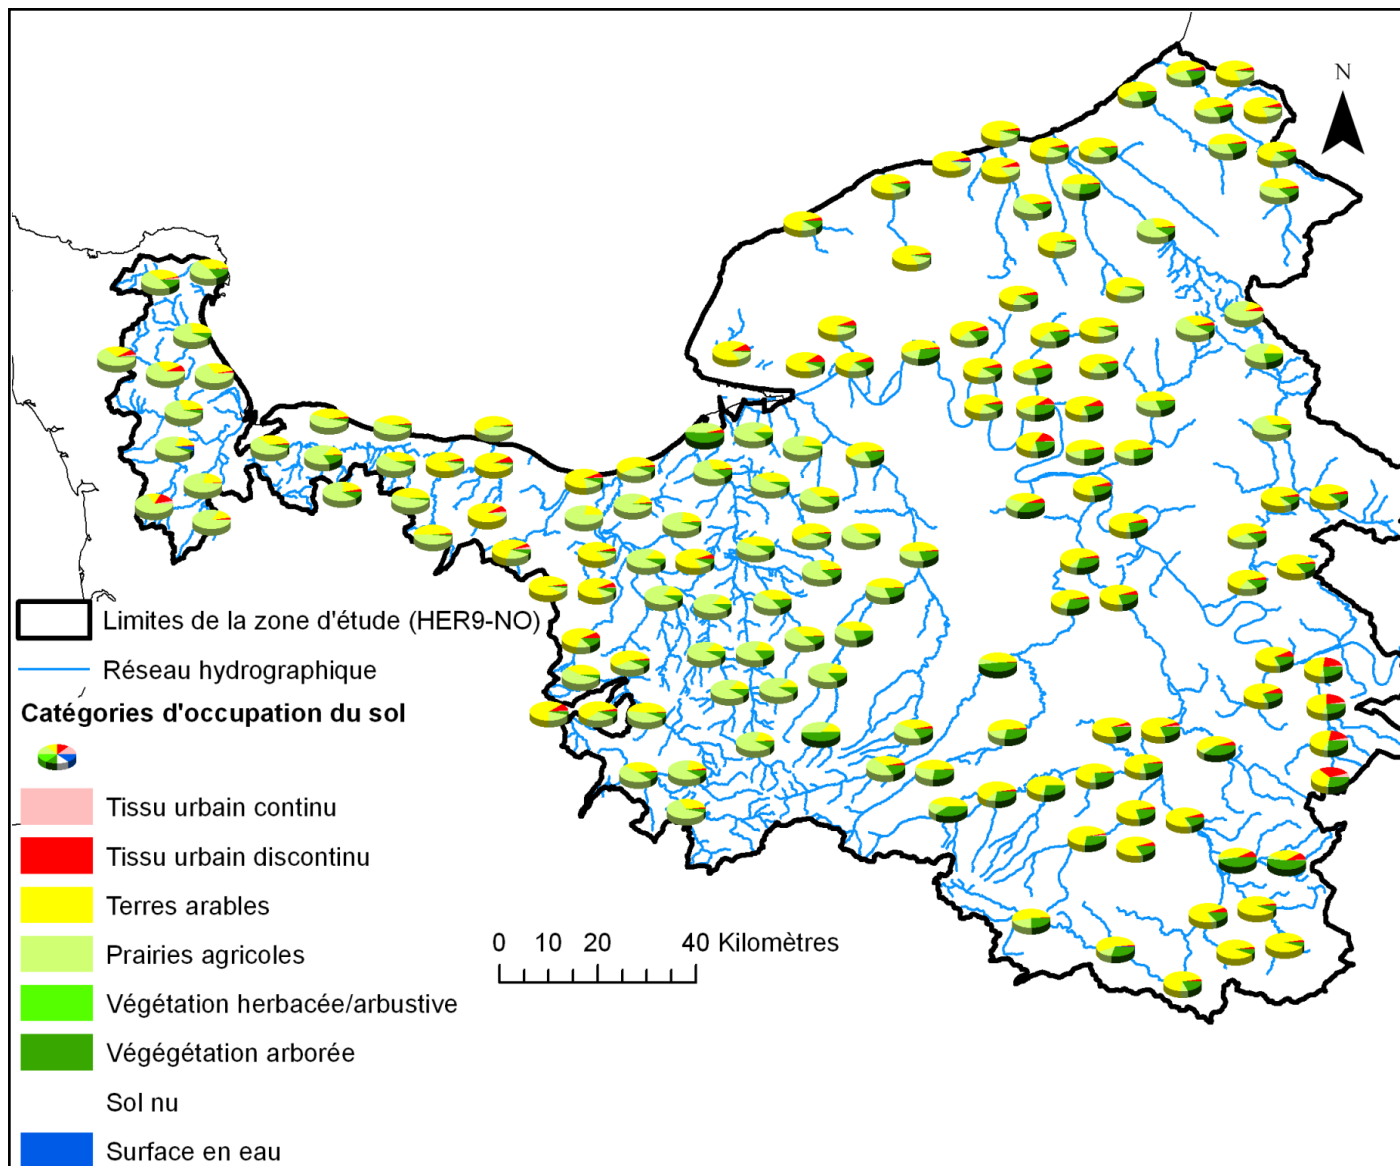 N
Limites de la zone d'étude (HER9-NO)
Réseau hydrographique
Catégories d'occupation du sol
Tissu urbain continu
Tissu urbain discontinu
Terres arables
Prairies agricoles
Végétation herbacée/arbustive
Végégétation arborée
Sol nu
Surface en eau
0 10 20 40 Kilomètres